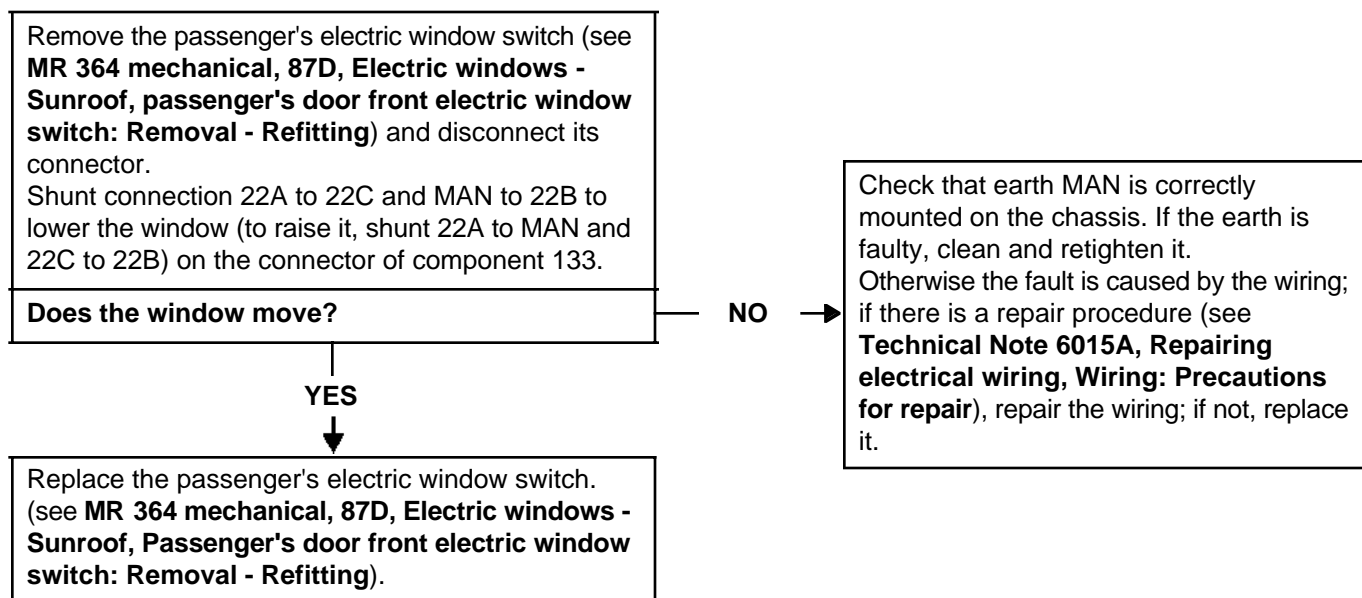 Remove the passenger's electric window switch (see
MR 364 mechanical, 87D, Electric windows -
Sunroof, passenger's door front electric window
switch: Removal - Refitting) and disconnect its
connector.
Shunt connection 22A to 22C and MAN to 22B to
lower the window (to raise it, shunt 22A to MAN and
22C to 22B) on the connector of component 133.
Does the window move?
NO
Check that earth MAN is correctly
mounted on the chassis. If the earth is
faulty, clean and retighten it.
Otherwise the fault is caused by the wiring;
if there is a repair procedure (see
Technical Note 6015A, Repairing
electrical wiring, Wiring: Precautions
for repair), repair the wiring; if not, replace
it.
YES
Replace the passenger's electric window switch.
(see MR 364 mechanical, 87D, Electric windows -
Sunroof, Passenger's door front electric window
switch: Removal - Refitting).